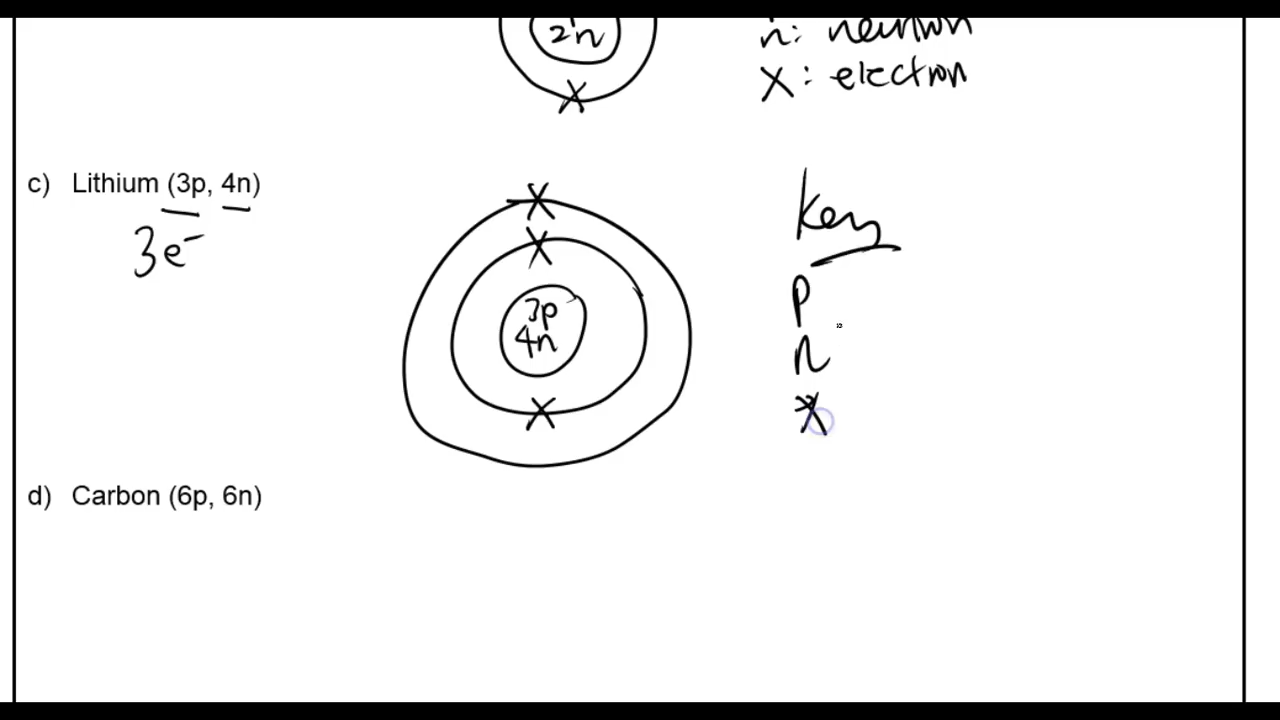 2n
n: neutron
X: electron
c) Lithium (3p, 4n)
3e⁻
X
X
3p
4n
X
Key
p
n
X
d) Carbon (6p, 6n)